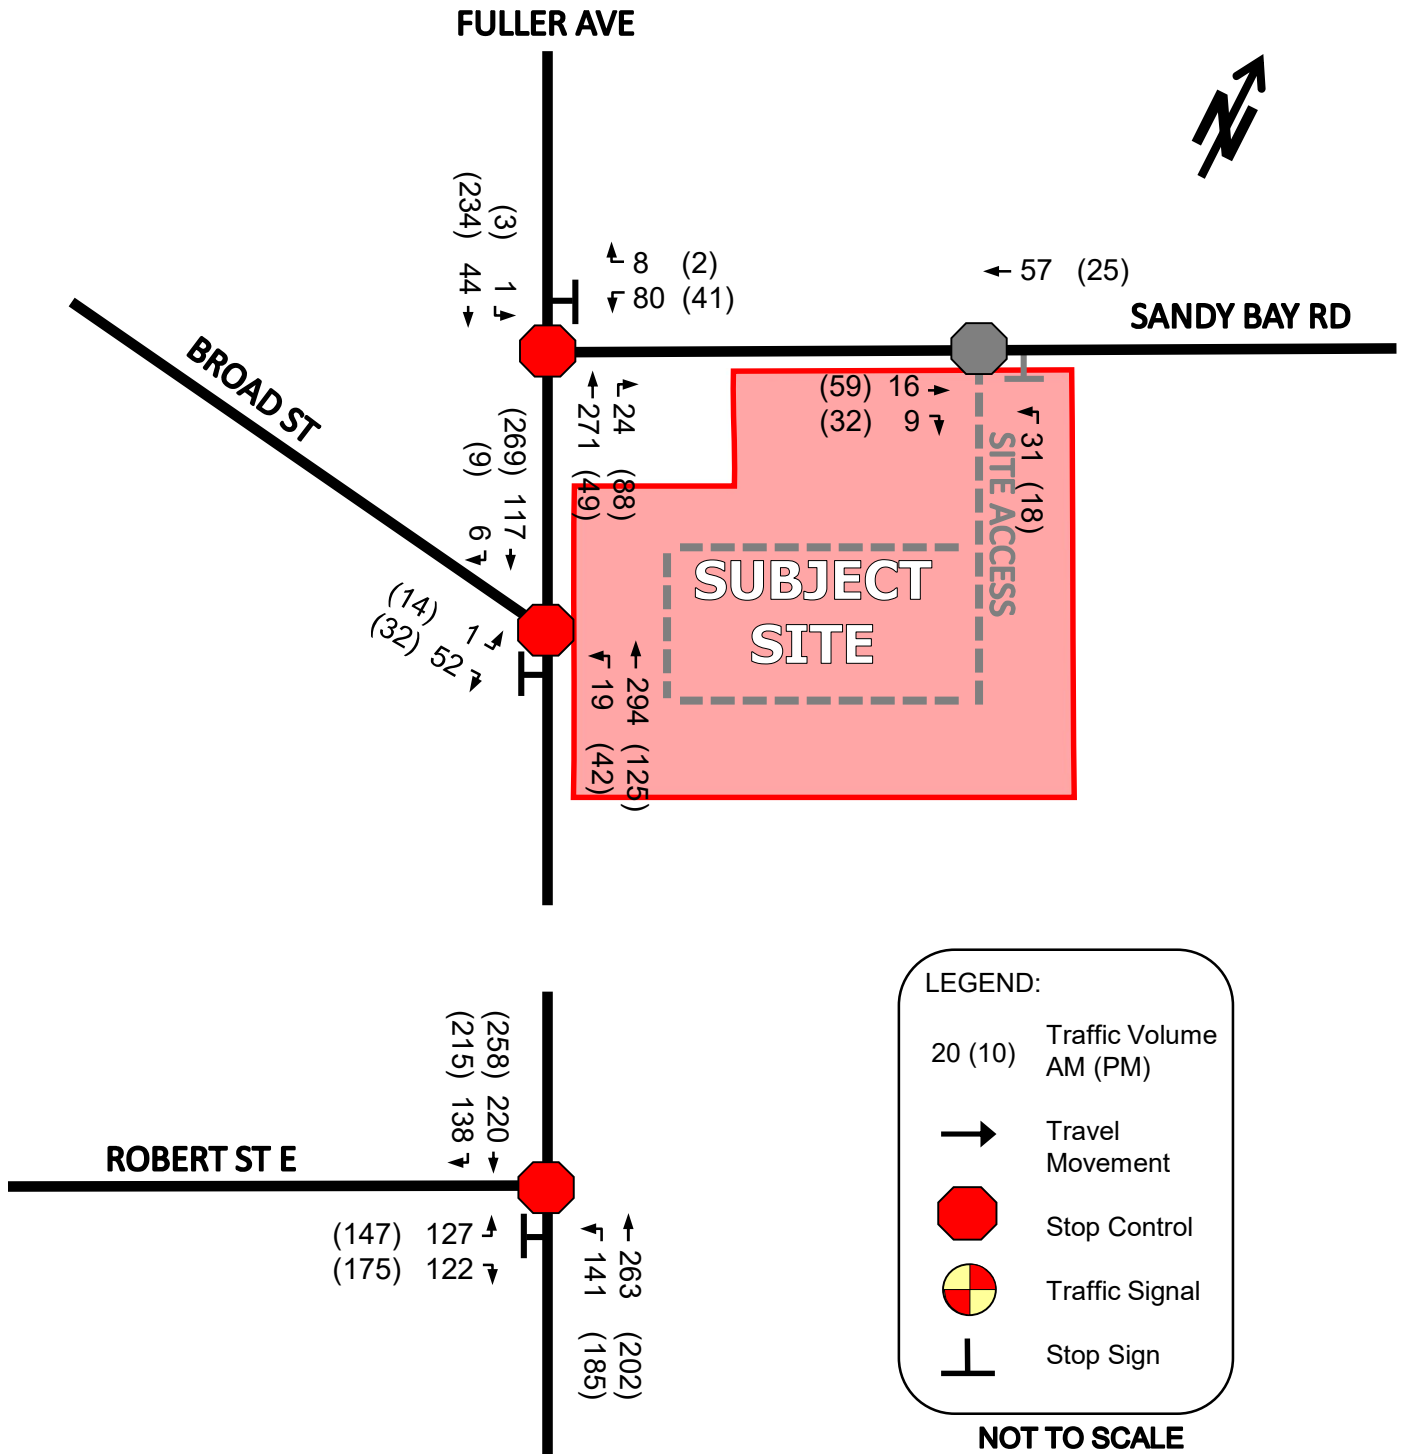 FULLER AVE
N
(234) 44
(3) 1
8 (2)
80 (41)
57 (25)
SANDY BAY RD
BROAD ST
(59) 16
(32) 9
271 (49)
24 (88)
(9) 6
(269) 117
31 (18)
SITE ACCESS
SUBJECT
SITE
(14) 1
(32) 52
19 (42)
294 (125)
(215) 138
(258) 220
ROBERT ST E
(147) 127
(175) 122
141 (185)
263 (202)
LEGEND:
20 (10)
Traffic Volume
AM (PM)
Travel
Movement
Stop Control
Traffic Signal
Stop Sign
NOT TO SCALE